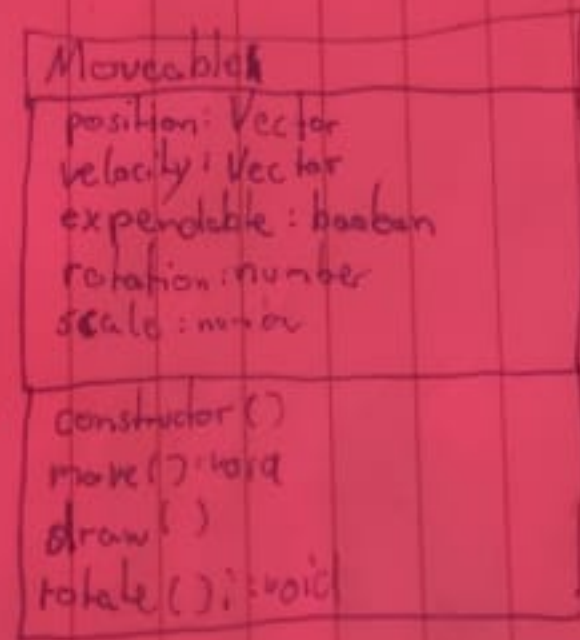 Moveable
position: Vector
velocity: Vector
expendable: boolean
rotation: number
scale: number
constructor()
move(): void
draw()
rotate();: void